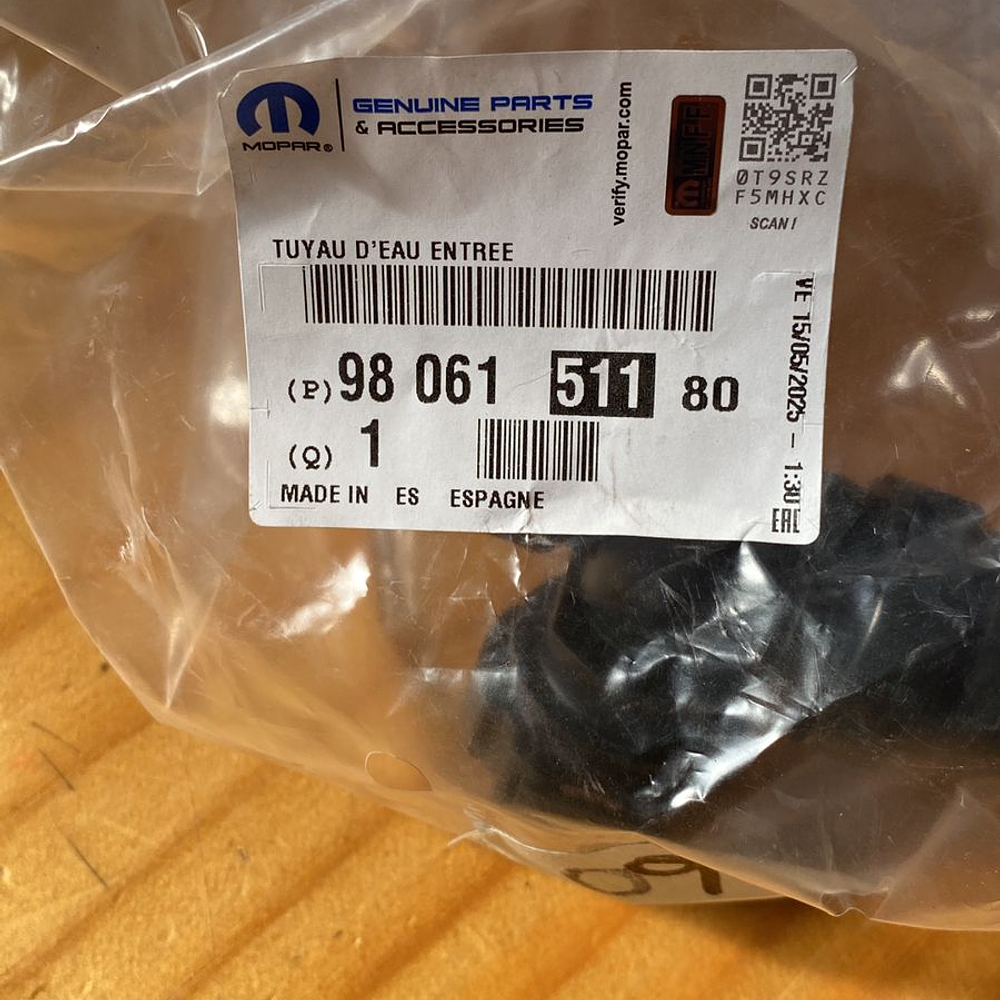 GENUINE PARTS
& ACCESSORIES
MOPAR®
verify.mopar.com
MNPP
0T9SRZ
F5MHXC
SCAN!
TUYAU D'EAU ENTREE
(P) 98 061 511 80
(Q) 1
MADE IN ES ESPAGNE
VE 15/05/2025 - 1:30
EAC